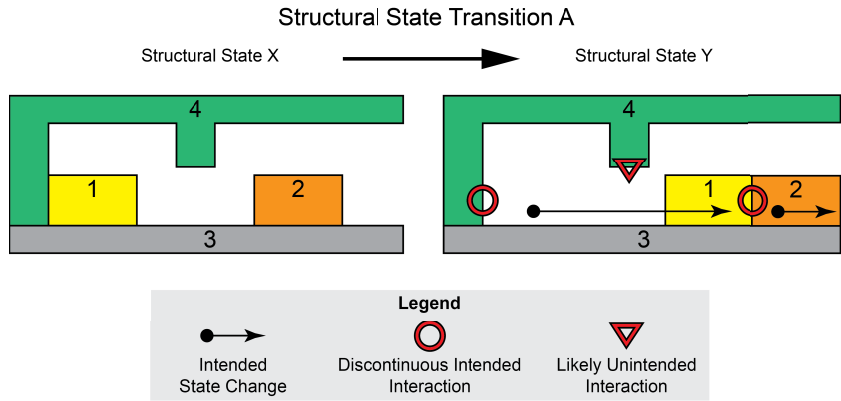 Structural State Transition A
Structural State X
Structural State Y
4
1
2
3
4
1
2
3
Legend
Intended
State Change
Discontinuous Intended
Interaction
Likely Unintended
Interaction